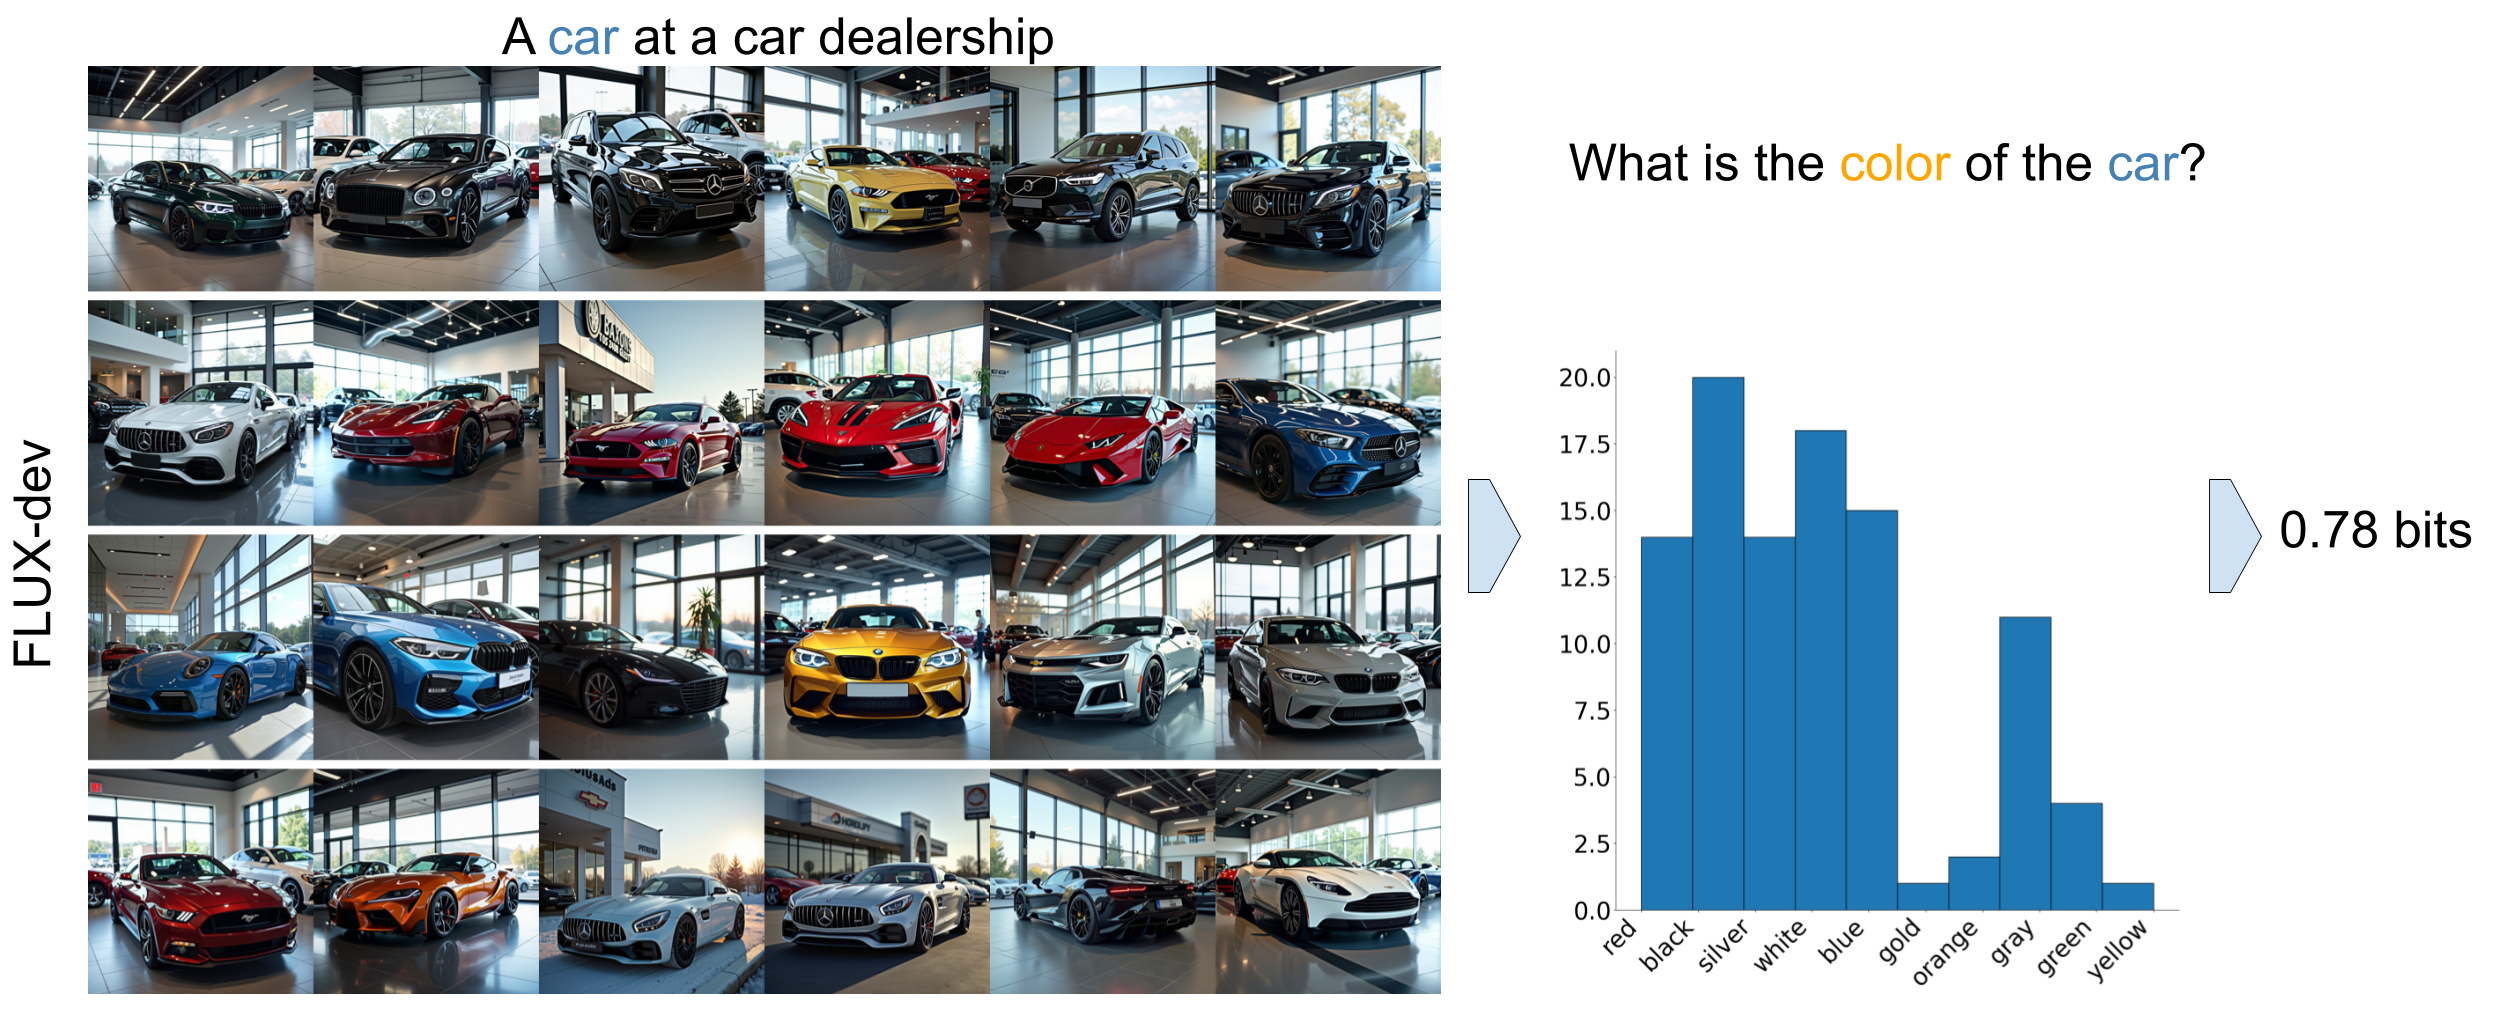 A car at a car dealership
FLUX-dev
What is the color of the car?
20.0
17.5
15.0
12.5
10.0
7.5
5.0
2.5
0.0
red
black
silver
white
blue
gold
orange
gray
green
yellow
0.78 bits